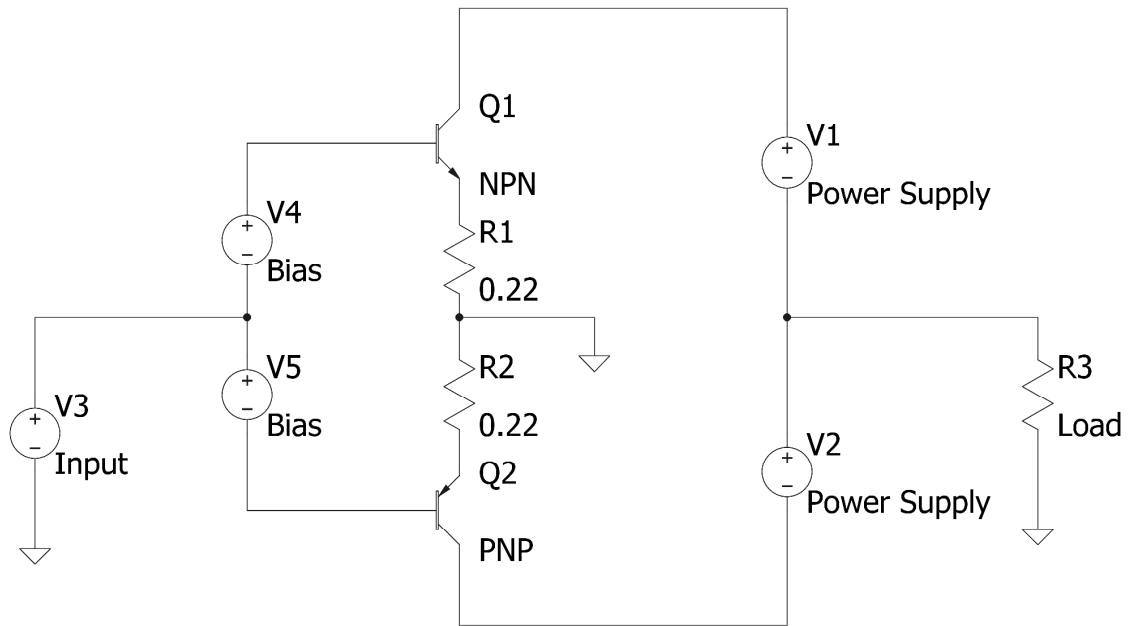 Q1
NPN
V1
Power Supply
V4
Bias
R1
0.22
V5
Bias
R2
0.22
R3
Load
V3
Input
Q2
PNP
V2
Power Supply